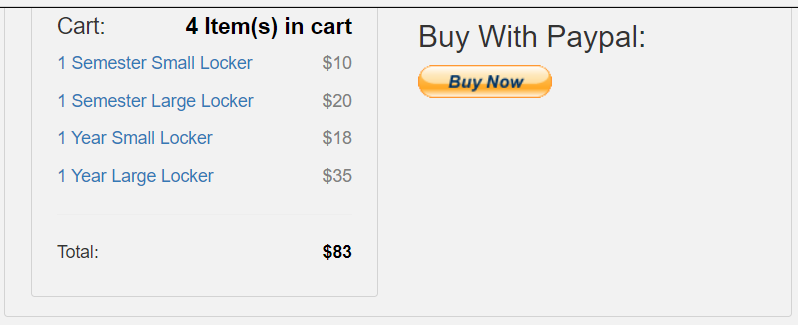 Cart: 4 Item(s) in cart
1 Semester Small Locker $10
1 Semester Large Locker $20
1 Year Small Locker $18
1 Year Large Locker $35
Total: $83
Buy With Paypal:
Buy Now